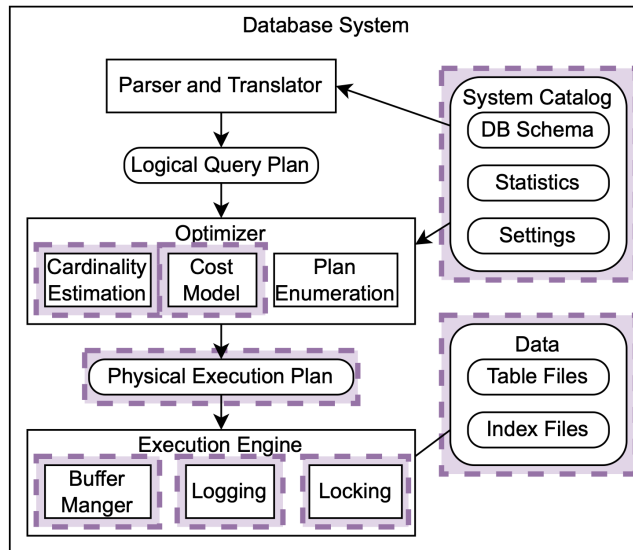 Database System
Parser and Translator
System Catalog
DB Schema
Logical Query Plan
Statistics
Optimizer
Settings
Cardinality
Estimation
Cost
Model
Plan
Enumeration
Data
Physical Execution Plan
Table Files
Index Files
Execution Engine
Buffer
Manger
Logging
Locking